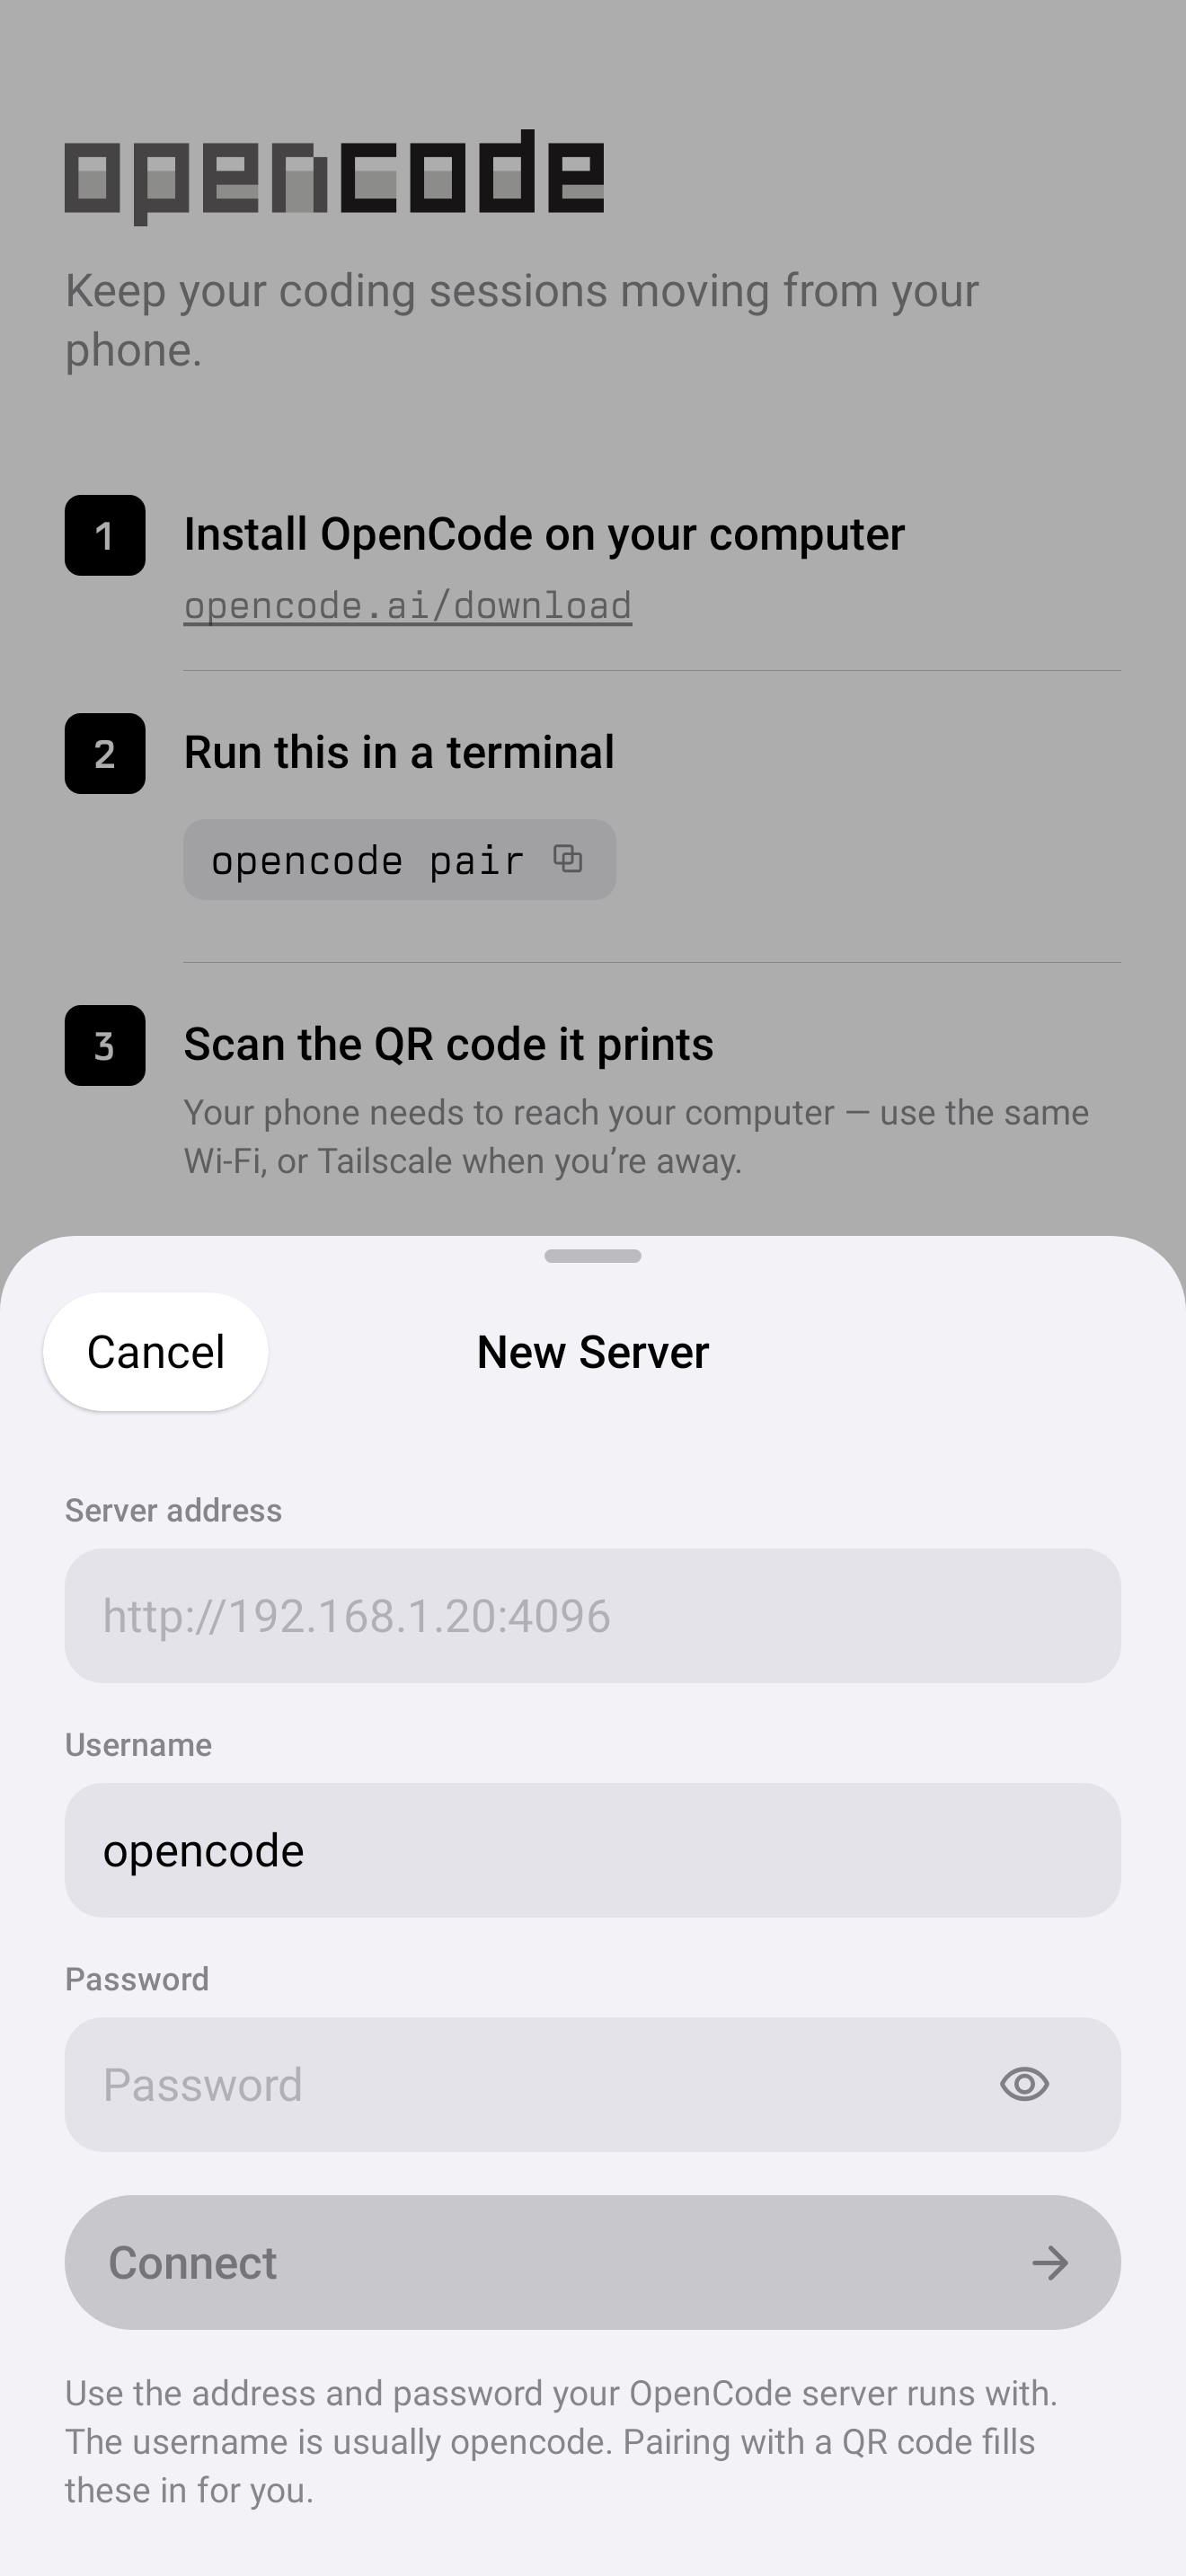 opencode
Keep your coding sessions moving from your
phone.
1
Install OpenCode on your computer
opencode.ai/download
2
Run this in a terminal
opencode pair
3
Scan the QR code it prints
Your phone needs to reach your computer — use the same
Wi-Fi, or Tailscale when you’re away.
Cancel
New Server
Server address
http://192.168.1.20:4096
Username
opencode
Password
Password
Connect
Use the address and password your OpenCode server runs with.
The username is usually opencode. Pairing with a QR code fills
these in for you.